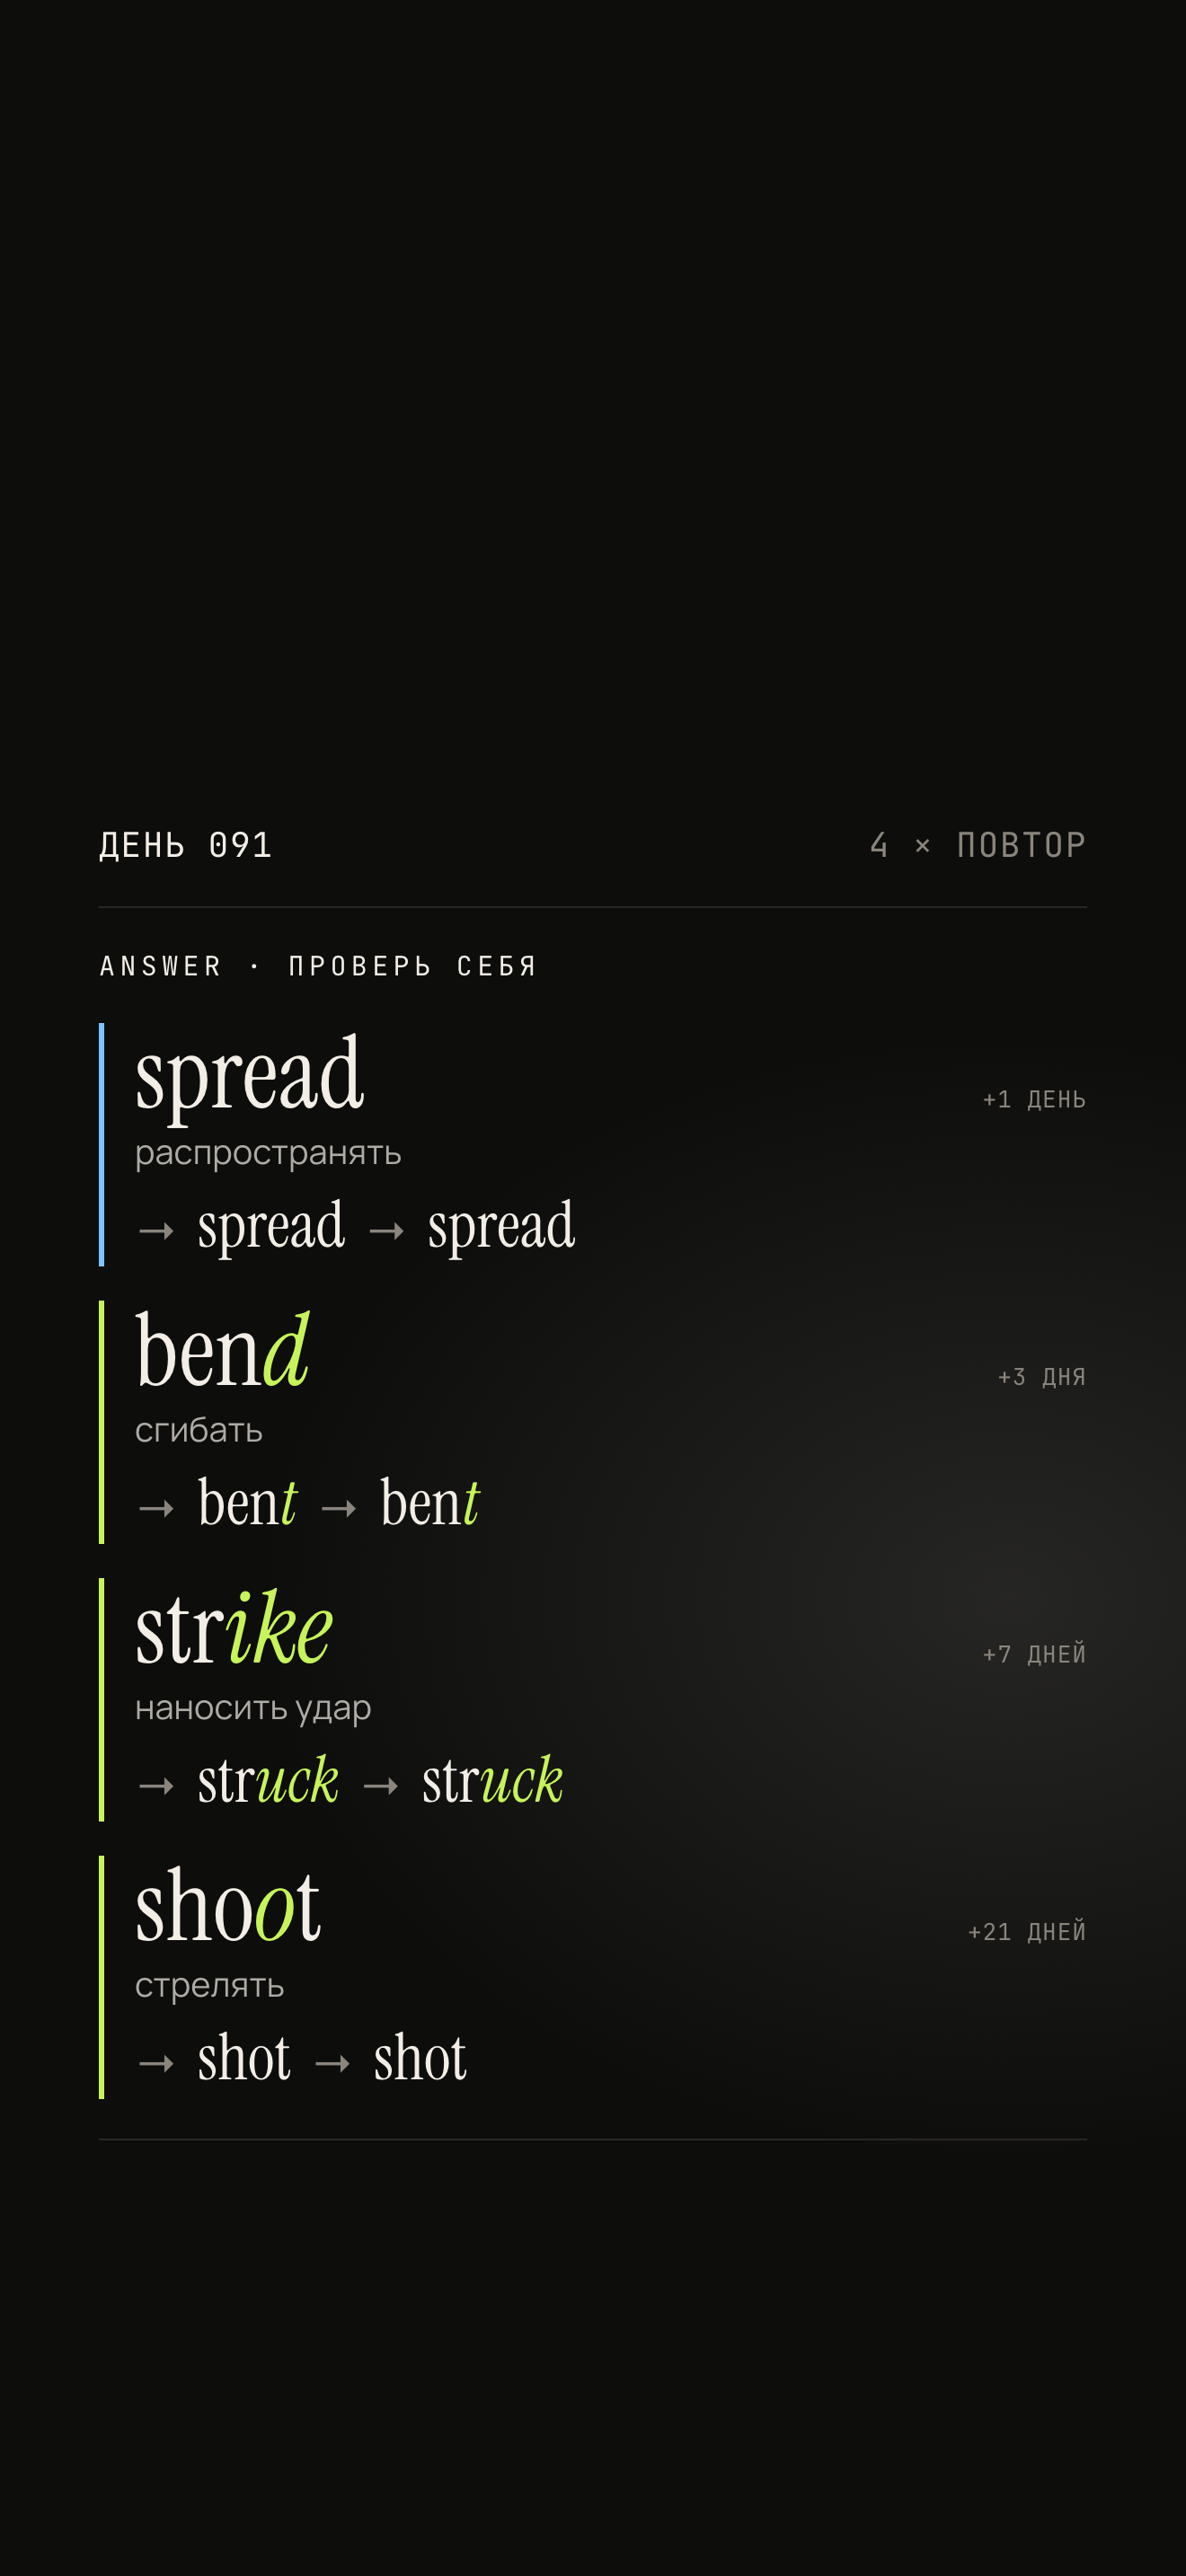 ДЕНЬ 091
4 × ПОВТОР
ANSWER · ПРОВЕРЬ СЕБЯ
spread
+1 ДЕНЬ
распространять
→ spread → spread
bend
+3 ДНЯ
сгибать
→ bent → bent
strike
+7 ДНЕЙ
наносить удар
→ struck → struck
shoot
+21 ДНЕЙ
стрелять
→ shot → shot